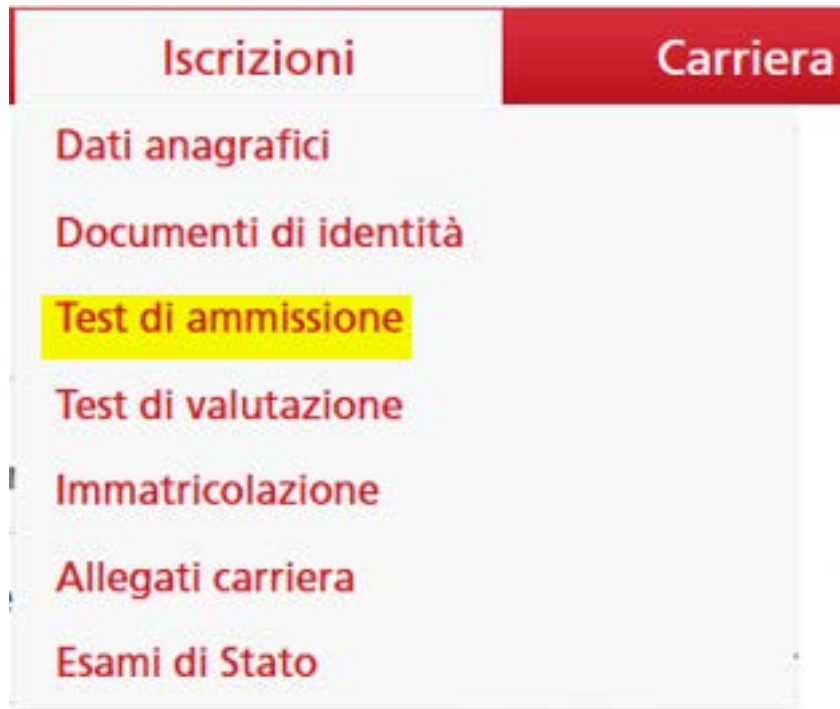 Iscrizioni Carriera
Dati anagrafici
Documenti di identità
Test di ammissione
Test di valutazione
Immatricolazione
Allegati carriera
Esami di Stato